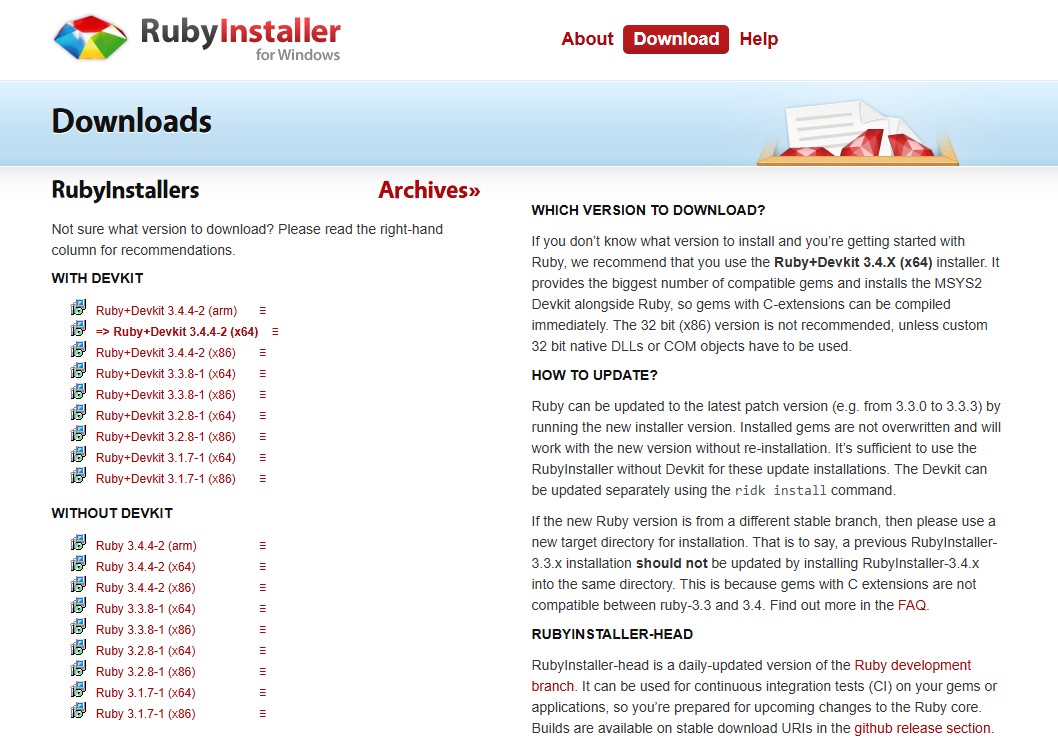 RubyInstaller
for Windows
About Download Help
Downloads
RubyInstallers Archives»
Not sure what version to download? Please read the right-hand
column for recommendations.
WITH DEVKIT
Ruby+Devkit 3.4.4-2 (arm)
=> Ruby+Devkit 3.4.4-2 (x64)
Ruby+Devkit 3.4.4-2 (x86)
Ruby+Devkit 3.3.8-1 (x64)
Ruby+Devkit 3.3.8-1 (x86)
Ruby+Devkit 3.2.8-1 (x64)
Ruby+Devkit 3.2.8-1 (x86)
Ruby+Devkit 3.1.7-1 (x64)
Ruby+Devkit 3.1.7-1 (x86)
WITHOUT DEVKIT
Ruby 3.4.4-2 (arm)
Ruby 3.4.4-2 (x64)
Ruby 3.4.4-2 (x86)
Ruby 3.3.8-1 (x64)
Ruby 3.3.8-1 (x86)
Ruby 3.2.8-1 (x64)
Ruby 3.2.8-1 (x86)
Ruby 3.1.7-1 (x64)
Ruby 3.1.7-1 (x86)
WHICH VERSION TO DOWNLOAD?
If you don’t know what version to install and you’re getting started with
Ruby, we recommend that you use the Ruby+Devkit 3.4.X (x64) installer. It
provides the biggest number of compatible gems and installs the MSYS2
Devkit alongside Ruby, so gems with C-extensions can be compiled
immediately. The 32 bit (x86) version is not recommended, unless custom
32 bit native DLLs or COM objects have to be used.
HOW TO UPDATE?
Ruby can be updated to the latest patch version (e.g. from 3.3.0 to 3.3.3) by
running the new installer version. Installed gems are not overwritten and will
work with the new version without re-installation. It’s sufficient to use the
RubyInstaller without Devkit for these update installations. The Devkit can
be updated separately using the ridk install command.
If the new Ruby version is from a different stable branch, then please use a
new target directory for installation. That is to say, a previous RubyInstaller-
3.3.x installation should not be updated by installing RubyInstaller-3.4.x
into the same directory. This is because gems with C extensions are not
compatible between ruby-3.3 and 3.4. Find out more in the FAQ.
RUBYINSTALLER-HEAD
RubyInstaller-head is a daily-updated version of the Ruby development
branch. It can be used for continuous integration tests (CI) on your gems or
applications, so you’re prepared for upcoming changes to the Ruby core.
Builds are available on stable download URIs in the github release section.